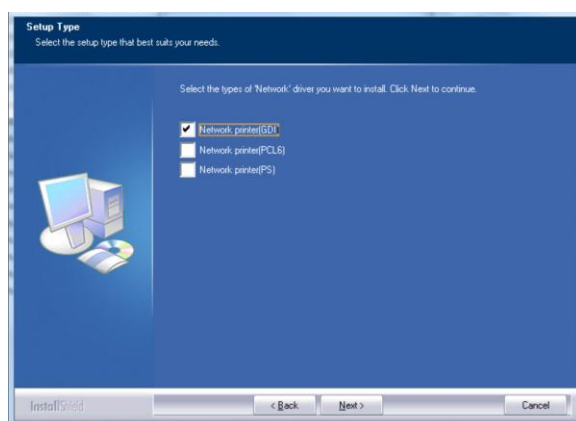 Setup Type
Select the setup type that best suits your needs.
Select the types of 'Network' driver you want to install. Click Next to continue.
Network printer(GDI)
Network printer(PCL6)
Network printer(PS)
InstallShield
< Back
Next >
Cancel